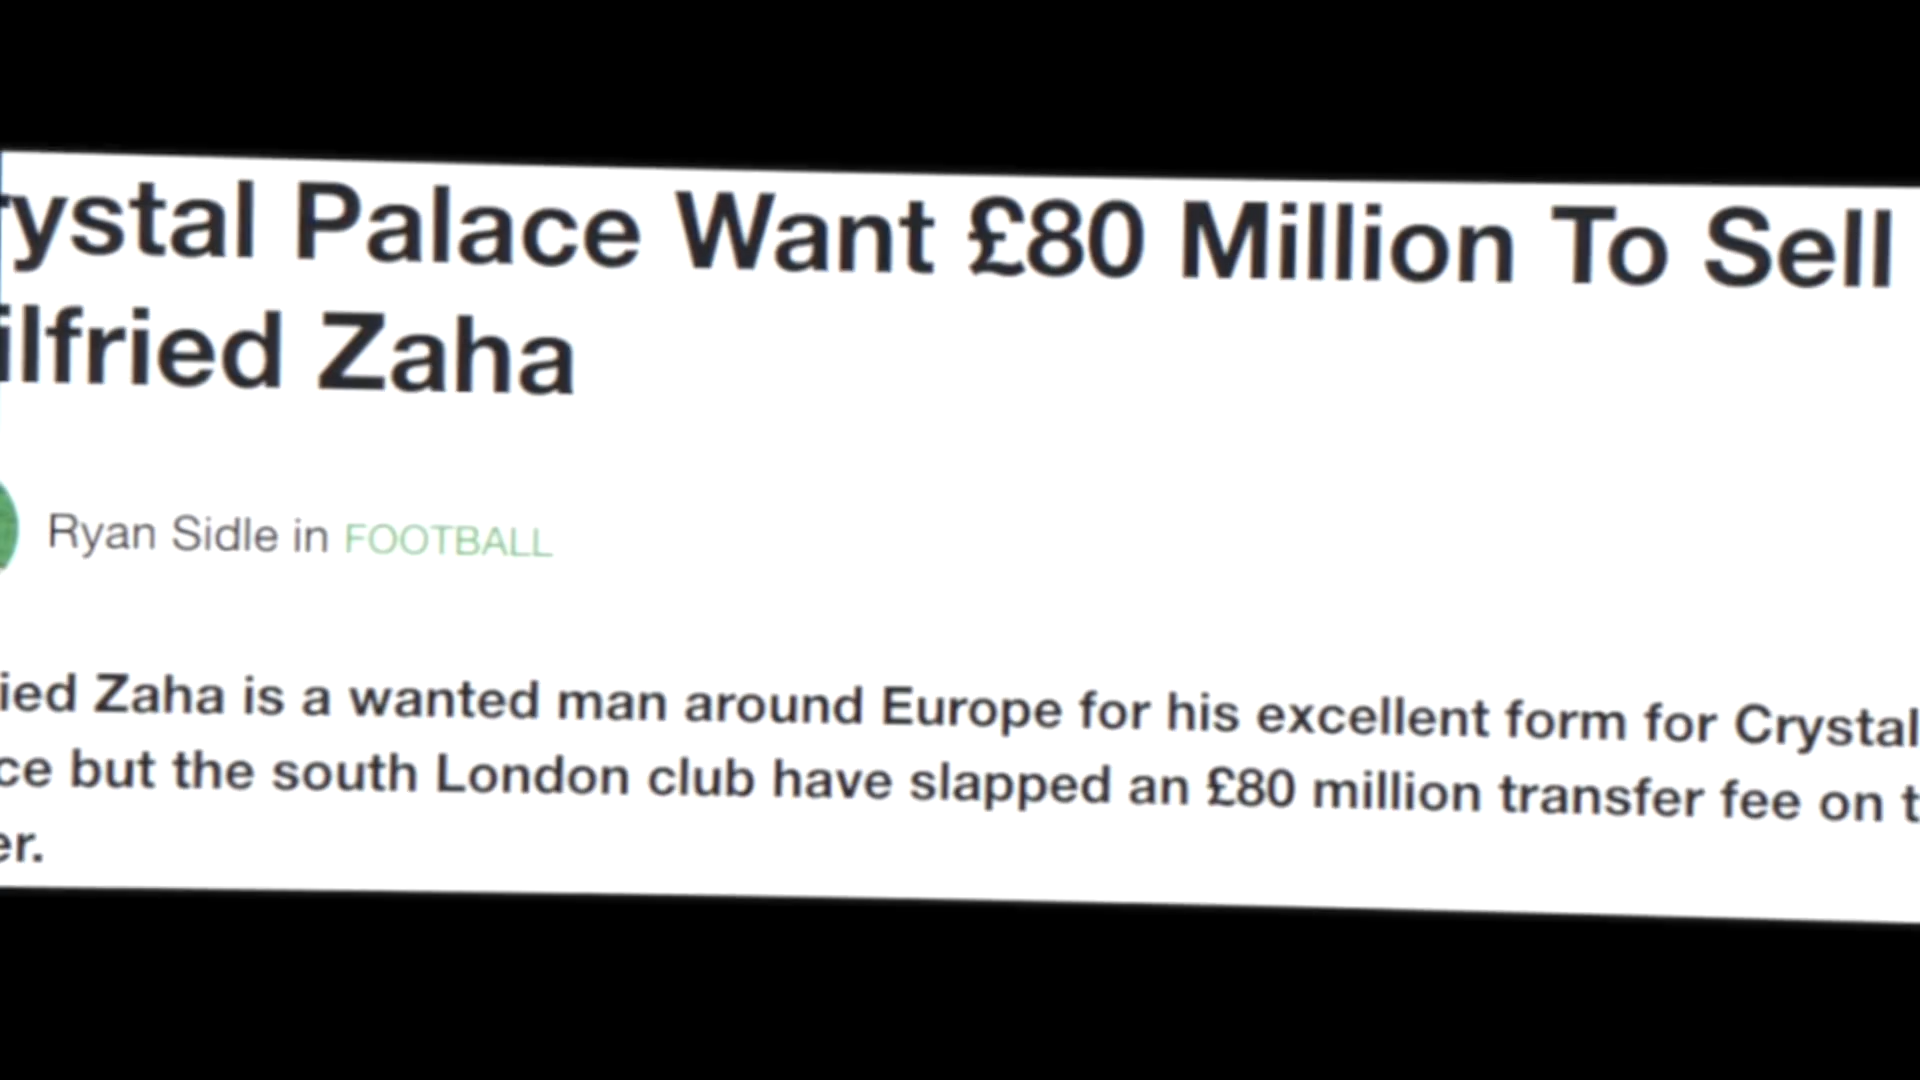 rystal Palace Want £80 Million To Sell
ilfried Zaha
Ryan Sidle in FOOTBALL
ied Zaha is a wanted man around Europe for his excellent form for Crystal
ce but the south London club have slapped an £80 million transfer fee on t
er.